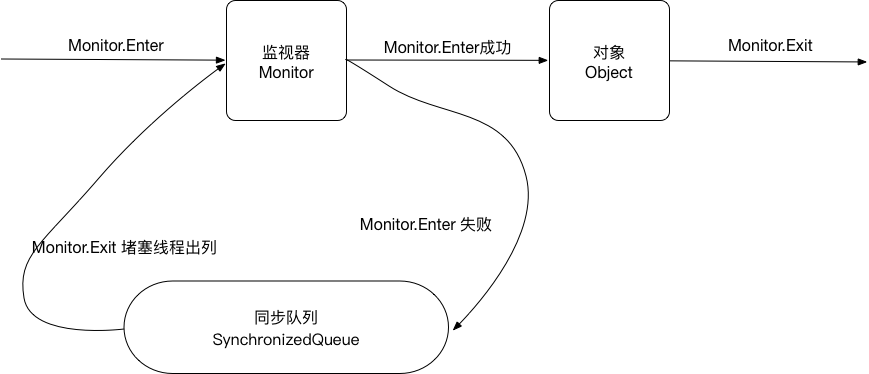 Monitor.Enter
监视器
Monitor
Monitor.Enter成功
对象
Object
Monitor.Exit
Monitor.Enter 失败
Monitor.Exit 堵塞线程出列
同步队列
SynchronizedQueue